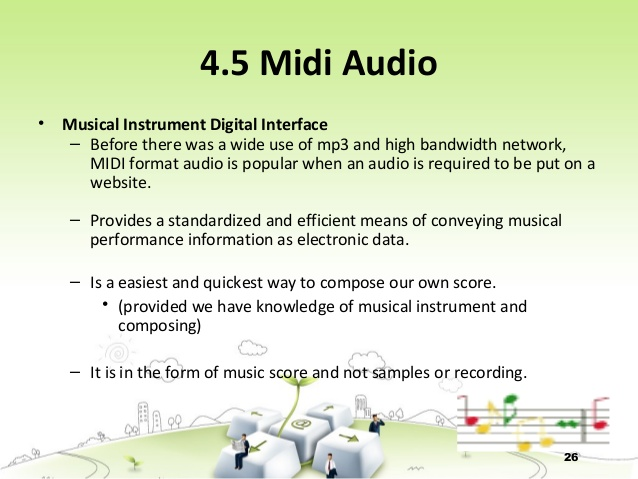 4.5 Midi Audio
• Musical Instrument Digital Interface
– Before there was a wide use of mp3 and high bandwidth network,
MIDI format audio is popular when an audio is required to be put on a
website.
– Provides a standardized and efficient means of conveying musical
performance information as electronic data.
– Is a easiest and quickest way to compose our own score.
• (provided we have knowledge of musical instrument and
composing)
– It is in the form of music score and not samples or recording.
26